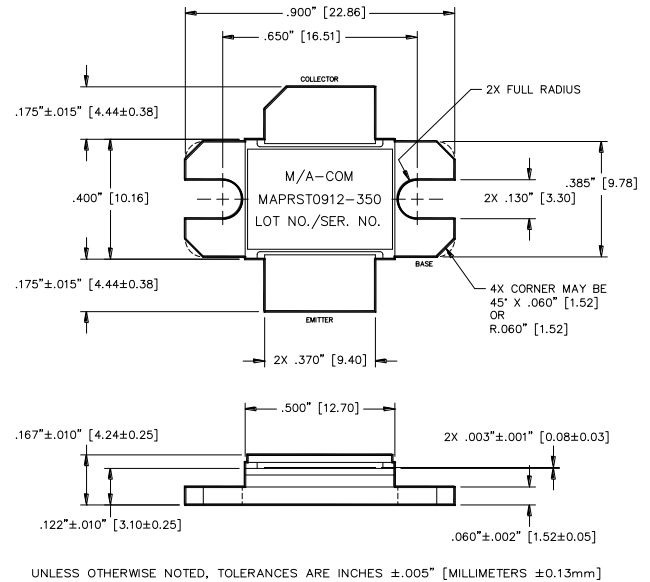 .900" [22.86]
.650" [16.51]
COLLECTOR
2X FULL RADIUS
.175"±.015" [4.44±0.38]
M/A-COM
MAPRST0912-350
LOT NO./SER. NO.
.400" [10.16]
2X .130" [3.30]
.385" [9.78]
BASE
.175"±.015" [4.44±0.38]
4X CORNER MAY BE
45° X .060" [1.52]
OR
R.060" [1.52]
EMITTER
2X .370" [9.40]
.500" [12.70]
.167"±.010" [4.24±0.25]
2X .003"±.001" [0.08±0.03]
.122"±.010" [3.10±0.25]
.060"±.002" [1.52±0.05]
UNLESS OTHERWISE NOTED, TOLERANCES ARE INCHES ±.005" [MILLIMETERS ±0.13mm]